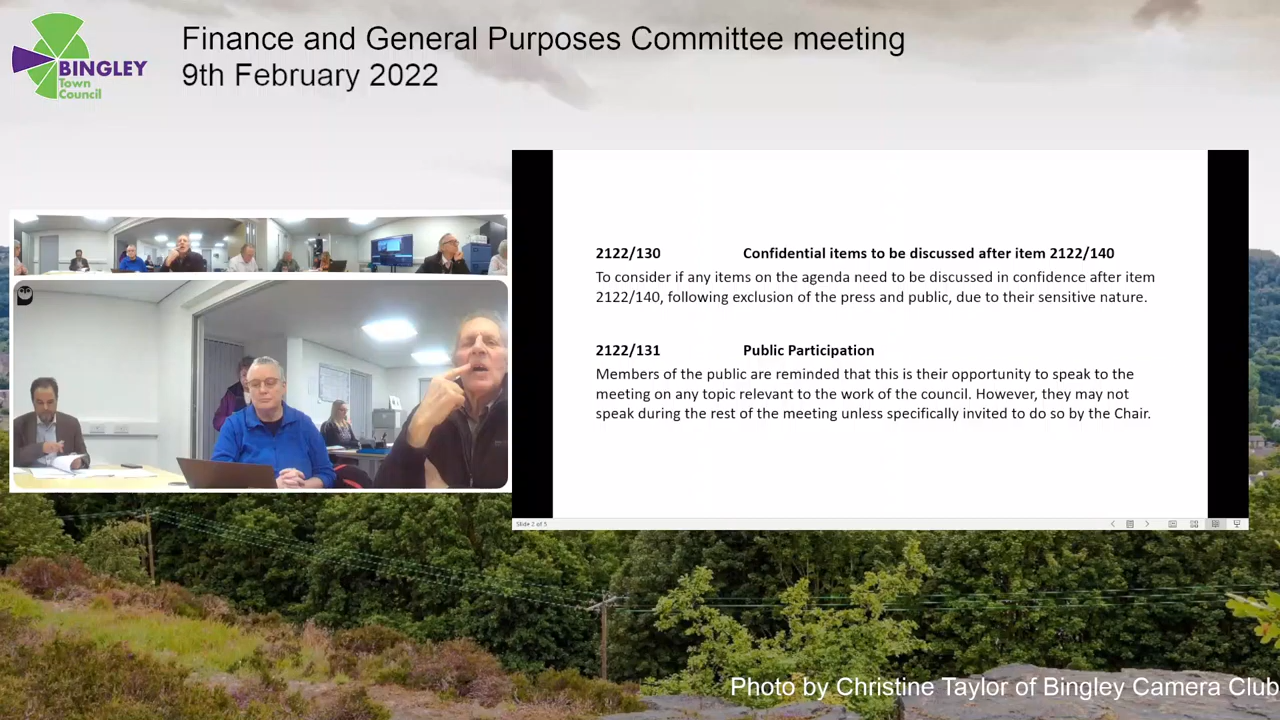 BINGLEY
Town
Council
Finance and General Purposes Committee meeting
9th February 2022
2122/130 Confidential items to be discussed after item 2122/140
To consider if any items on the agenda need to be discussed in confidence after item
2122/140, following exclusion of the press and public, due to their sensitive nature.
2122/131 Public Participation
Members of the public are reminded that this is their opportunity to speak to the
meeting on any topic relevant to the work of the council. However, they may not
speak during the rest of the meeting unless specifically invited to do so by the Chair.
Slide 2 of 5
Photo by Christine Taylor of Bingley Camera Club